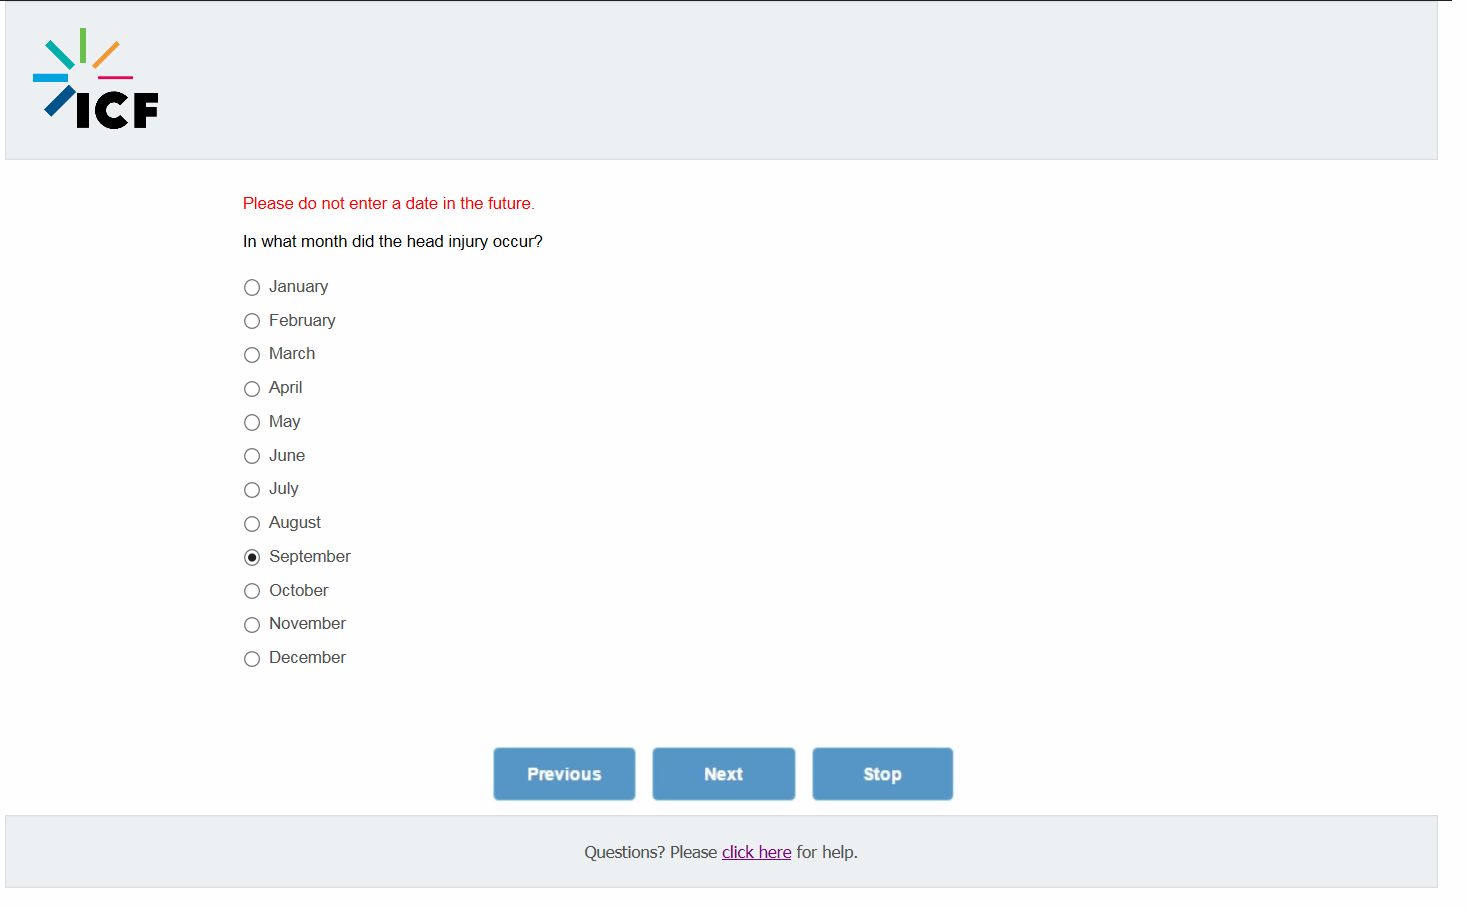 ICF
Please do not enter a date in the future.
In what month did the head injury occur?
January
February
March
April
May
June
July
August
September
October
November
December
Previous Next Stop
Questions? Please click here for help.